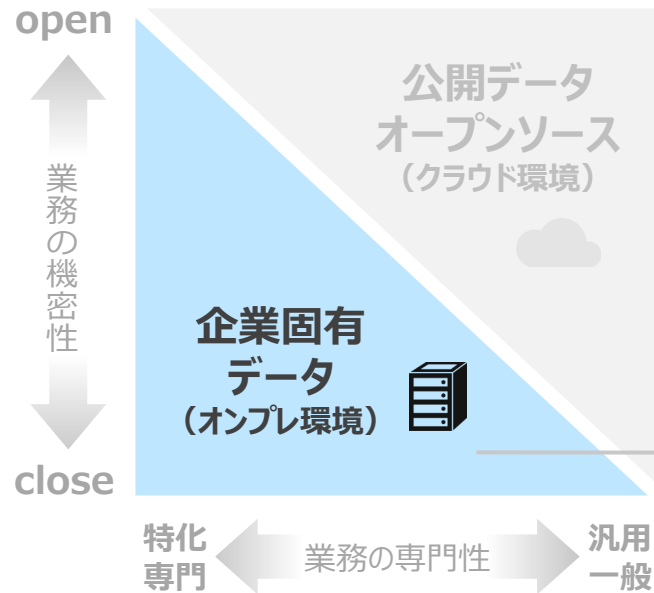 open
公開データ
オープンソース
（クラウド環境）
業務の機密性
企業固有
データ
（オンプレ環境）
close
特化
専門
業務の専門性
汎用
一般